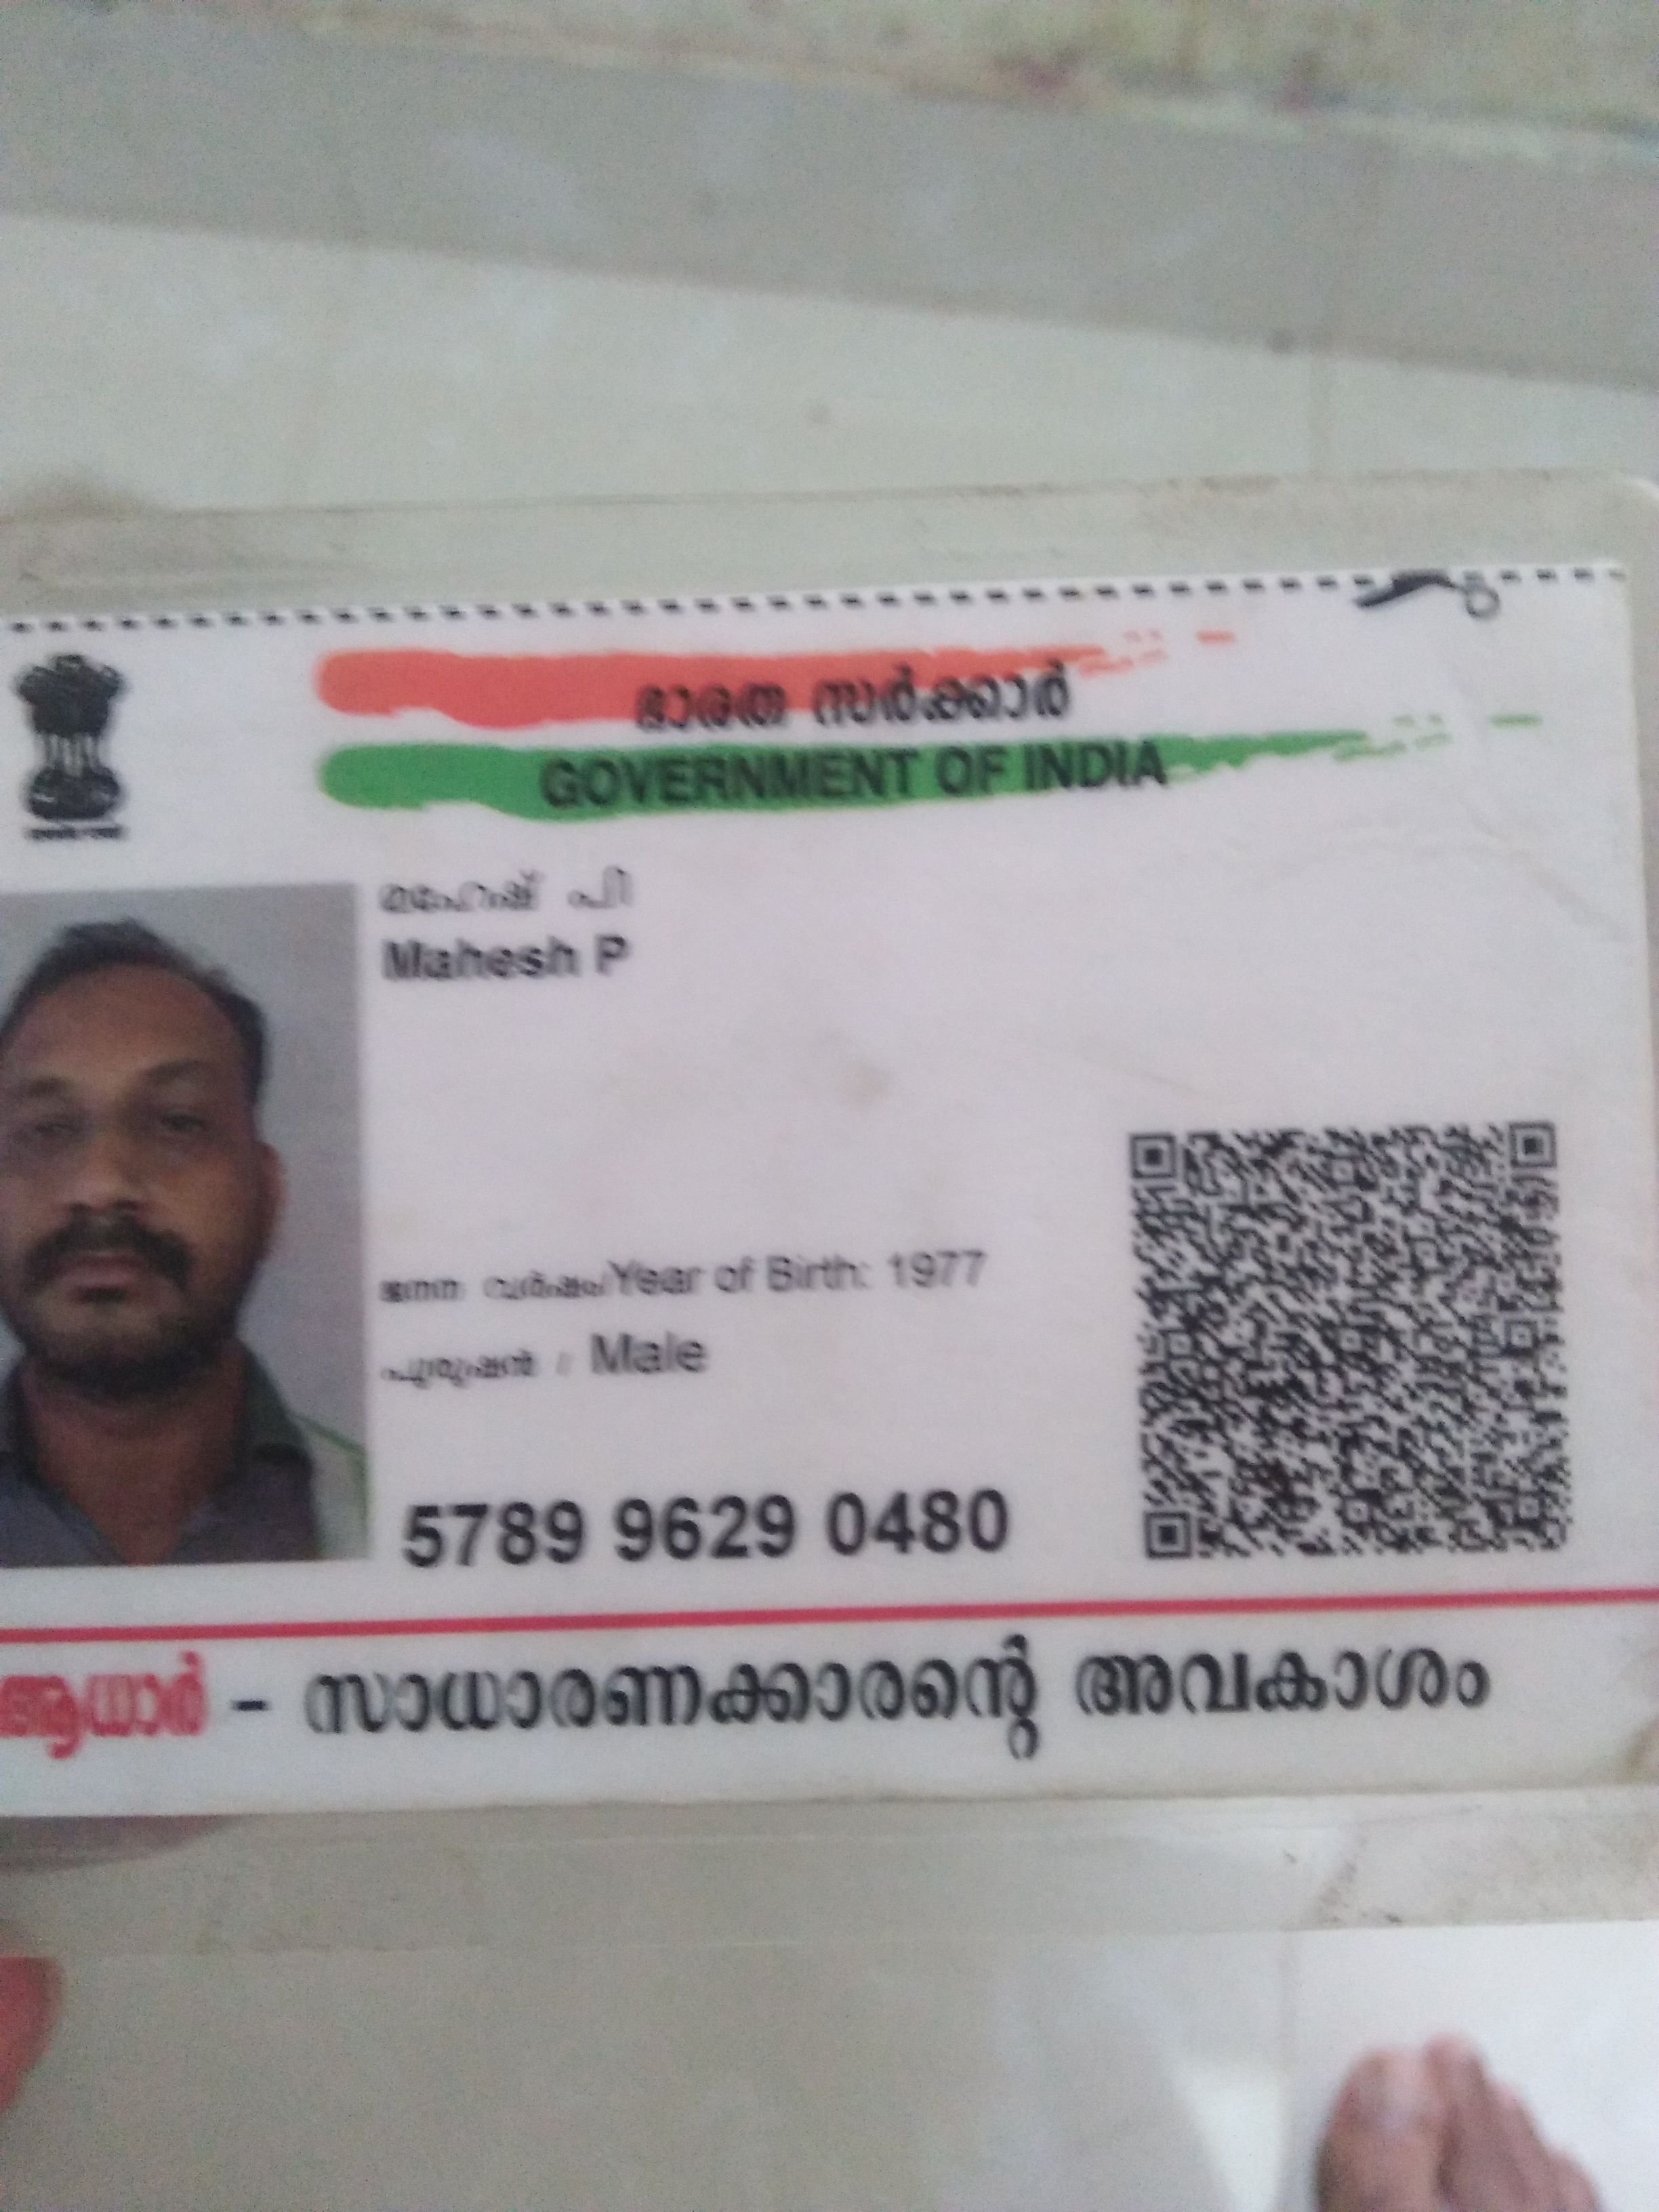 ഭാരത സർക്കാർ
GOVERNMENT OF INDIA
മഹേഷ് പി
Mahesh P
ജനന വർഷം/Year of Birth: 1977
പുരുഷൻ / Male
5789 9629 0480
ആധാർ - സാധാരണക്കാരന്റെ അവകാശം